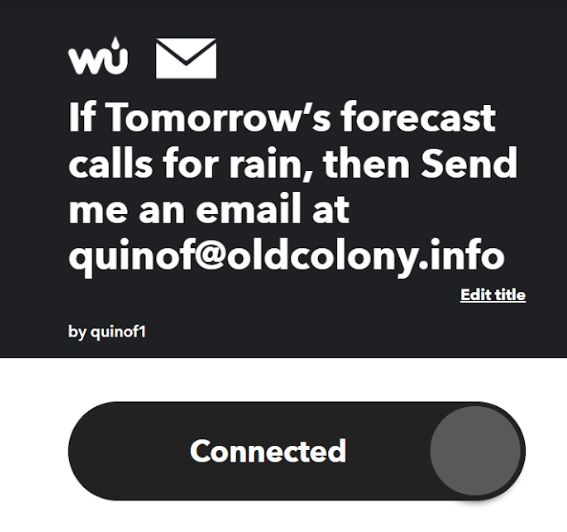 wu
If Tomorrow’s forecast
calls for rain, then Send
me an email at
quinof@oldcolony.info
Edit title
by quinof1
Connected